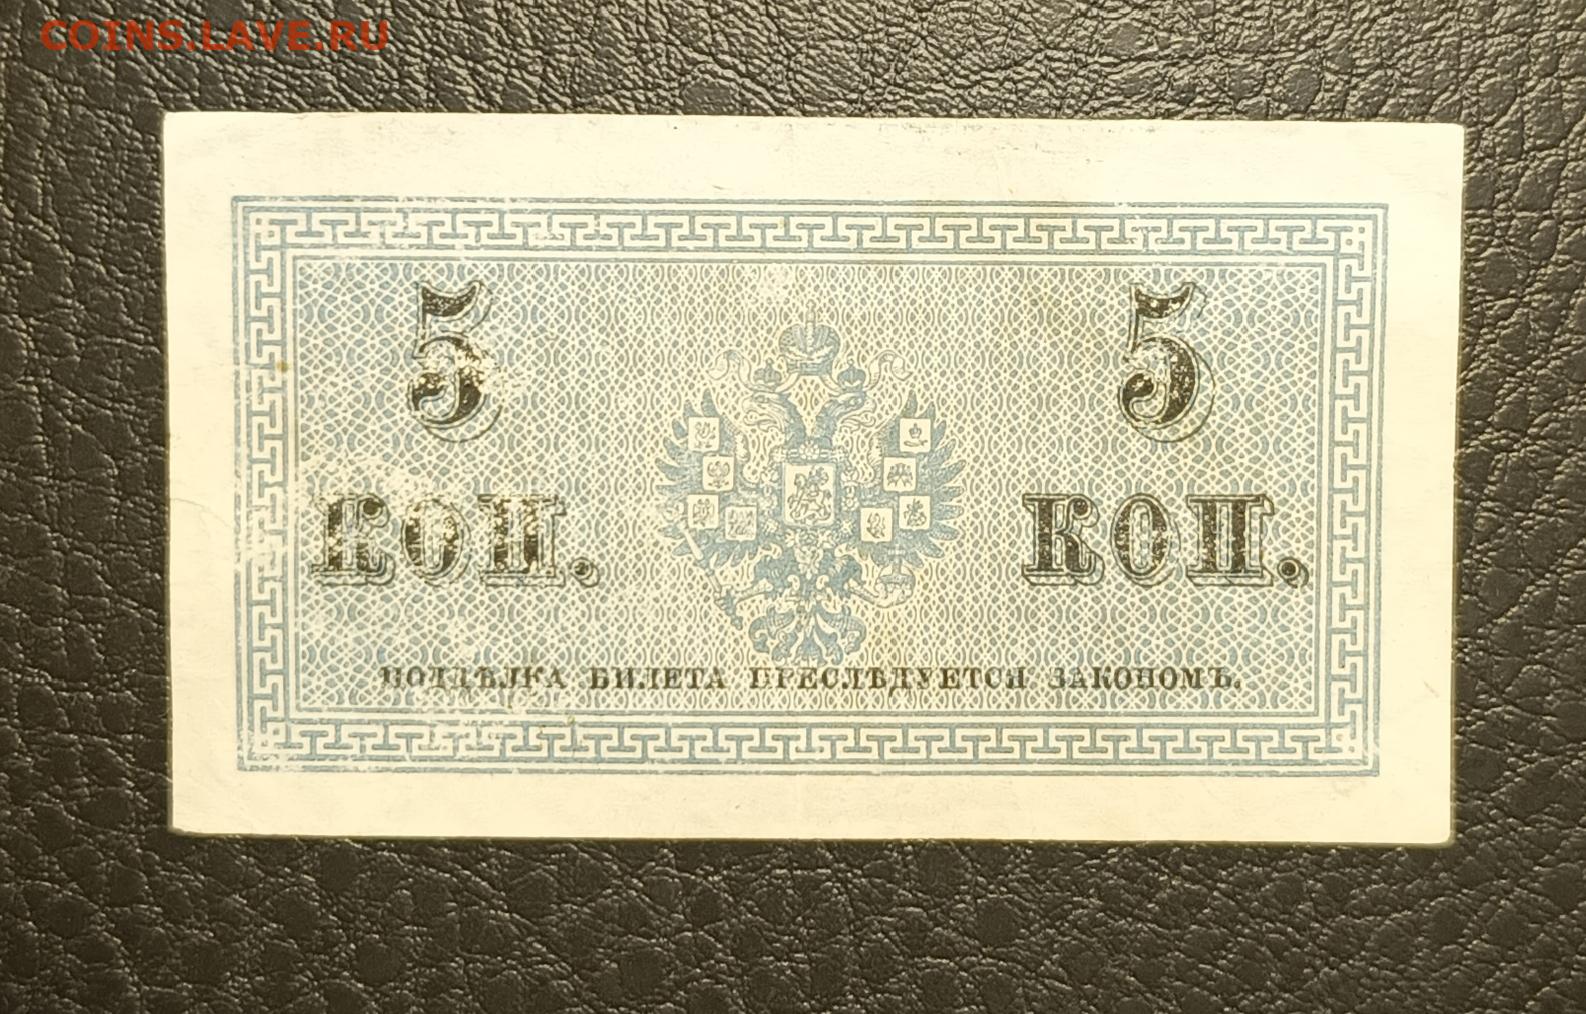 COINS.LAVE.RU
5 5
КОП. КОП.
ПОДДѢЛКА БИЛЕТА ПРЕСЛѢДУЕТСЯ ЗАКОНОМЪ.